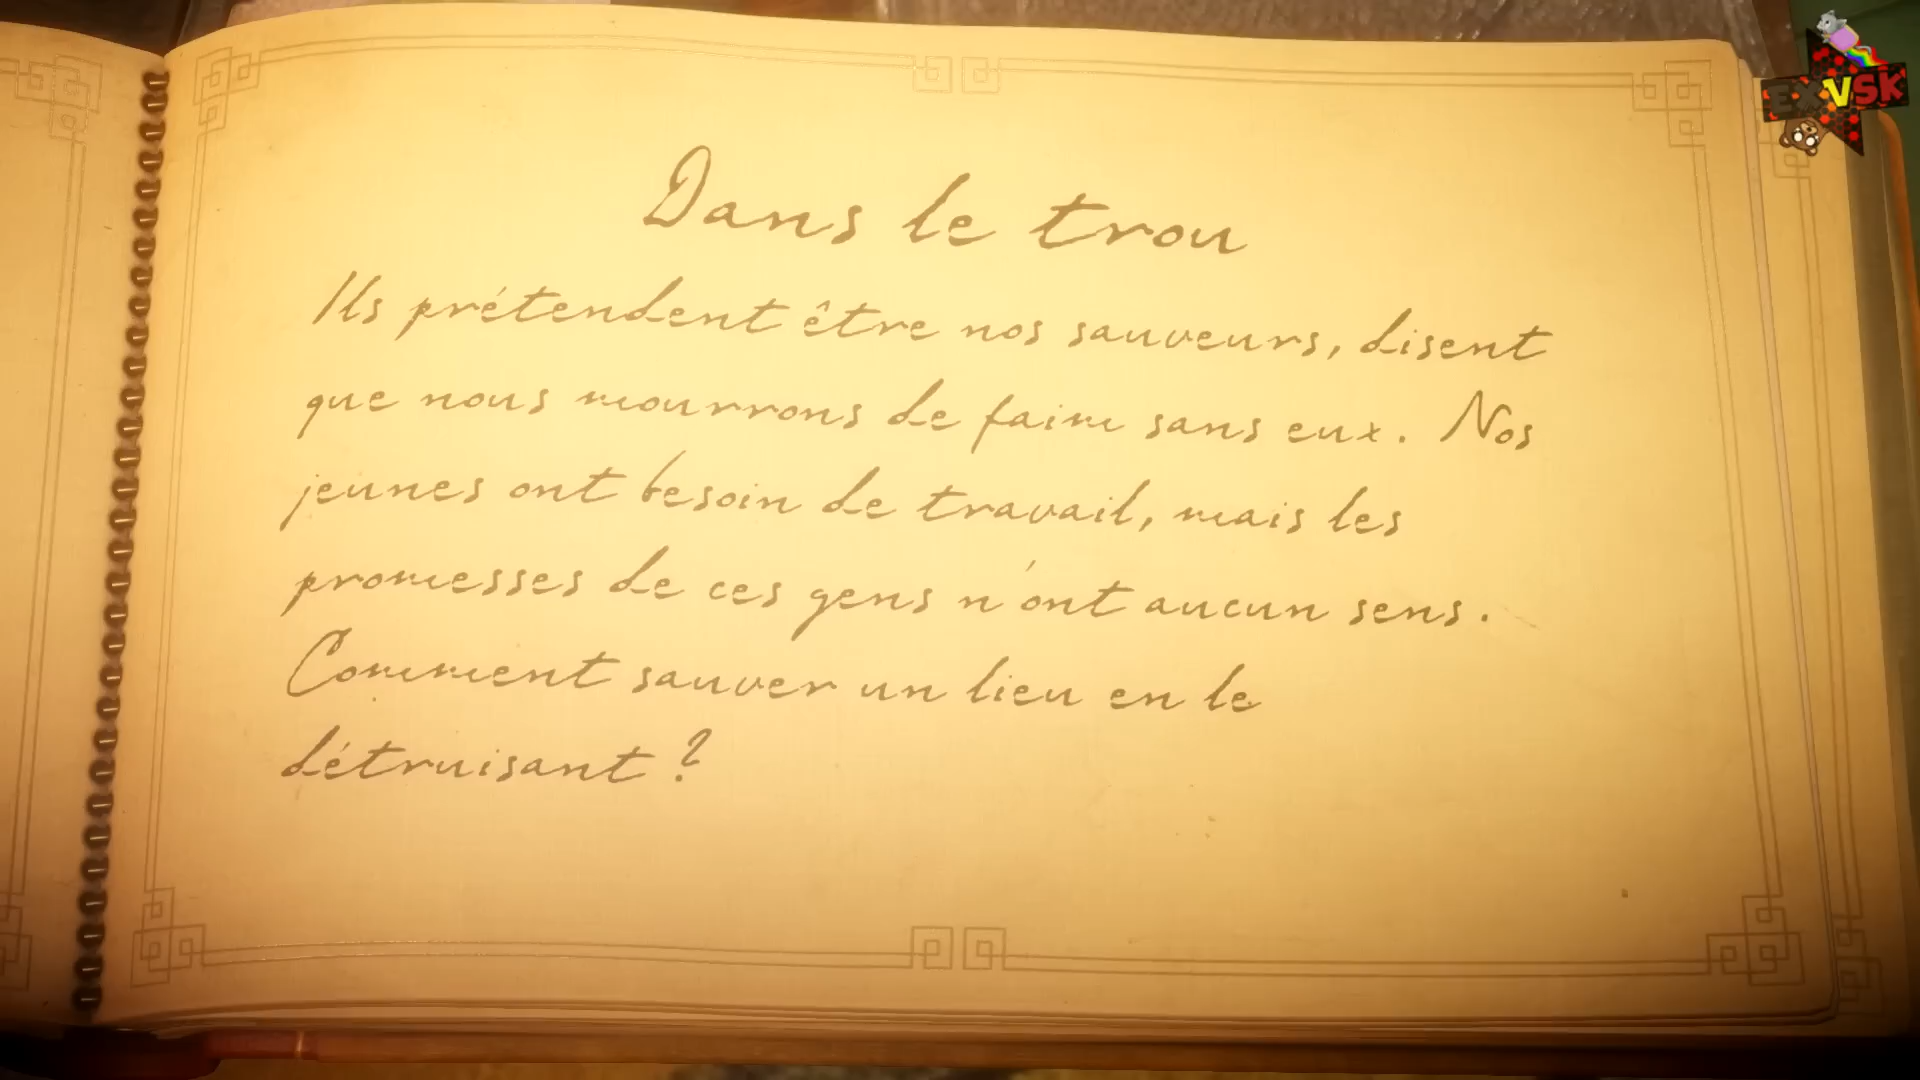 EXVSK
Dans le trou
Ils prétendent être nos sauveurs, disent
que nous mourrons de faim sans eux. Nos
jeunes ont besoin de travail, mais les
promesses de ces gens n'ont aucun sens.
Comment sauver un lieu en le
détruisant ?